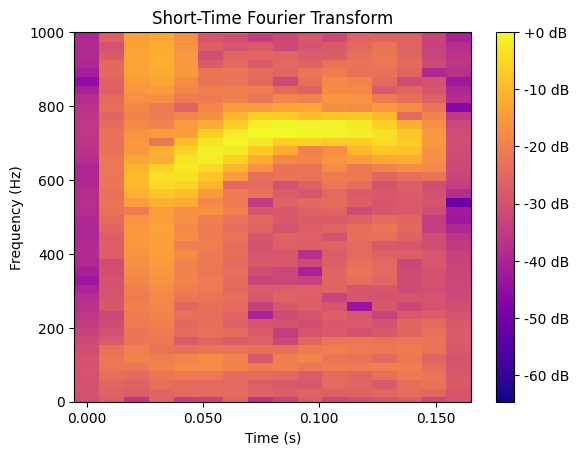 Short-Time Fourier Transform
1000
800
600
400
200
0
Frequency (Hz)
0.000
0.050
0.100
0.150
Time (s)
+0 dB
-10 dB
-20 dB
-30 dB
-40 dB
-50 dB
-60 dB